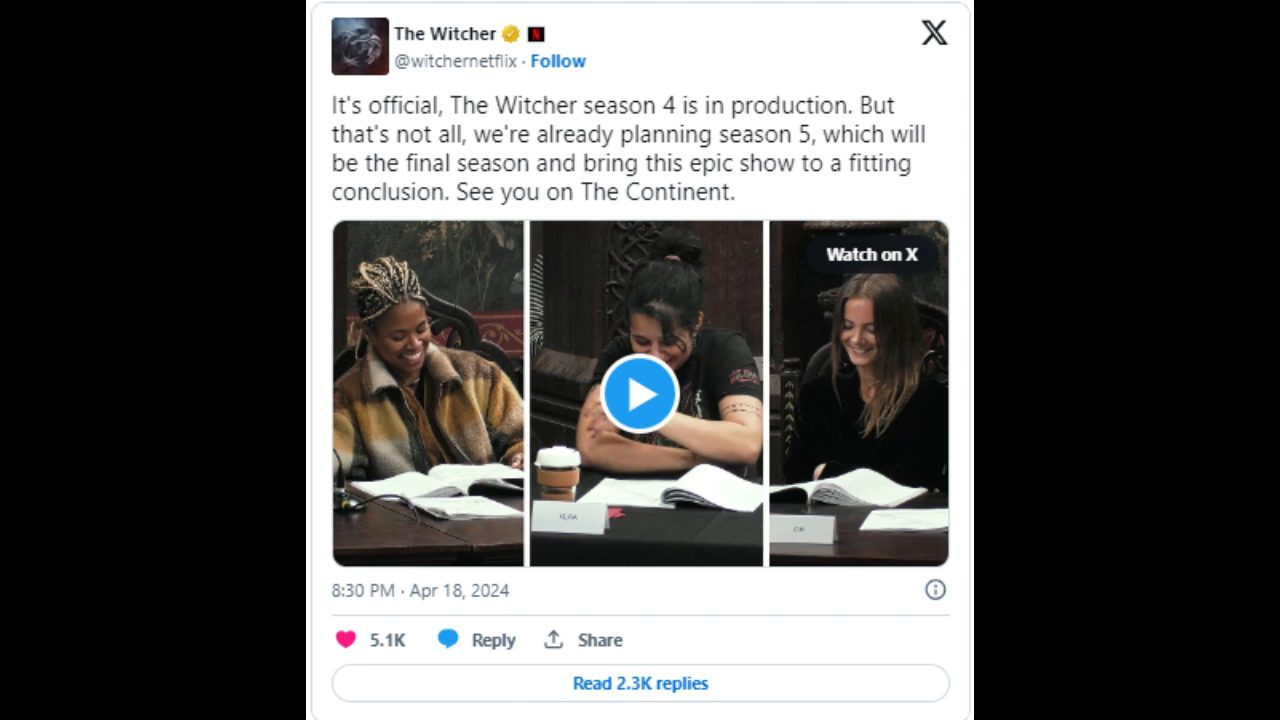 The Witcher N
@witchernetflix · Follow
It's official, The Witcher season 4 is in production. But
that's not all, we're already planning season 5, which will
be the final season and bring this epic show to a fitting
conclusion. See you on The Continent.
Watch on X
8:30 PM · Apr 18, 2024
5.1K Reply Share
Read 2.3K replies